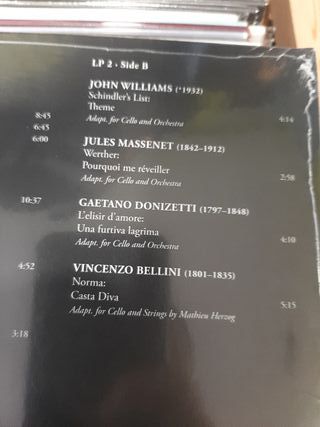 LP 2 › Side B
JOHN WILLIAMS (*1932)
Schindler's List:
Theme
Adapt. for Cello and Orchestra 4:14
JULES MASSENET (1842–1912)
Werther:
Pourquoi me réveiller
Adapt. for Cello and Orchestra 2:58
GAETANO DONIZETTI (1797–1848)
L'elisir d'amore:
Una furtiva lagrima
Adapt. for Cello and Orchestra 4:10
VINCENZO BELLINI (1801–1835)
Norma:
Casta Diva
Adapt. for Cello and Strings by Mathieu Herzog 5:15
8:45
6:45
6:00
10:37
4:52
3:18